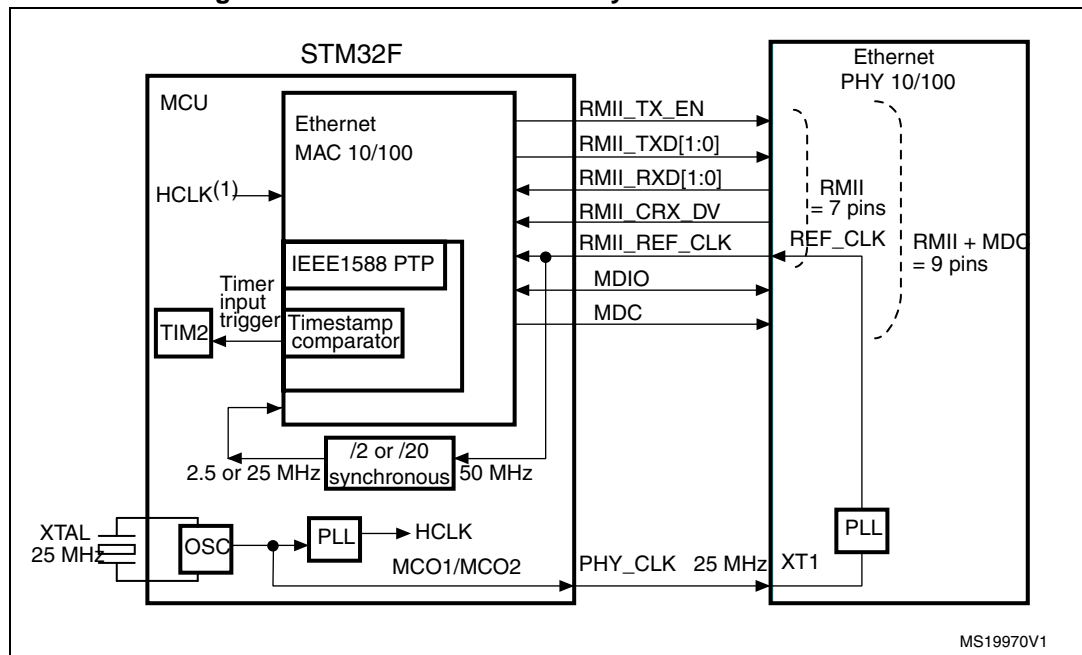 STM32F
MCU
Ethernet
MAC 10/100
HCLK(1)
IEEE1588 PTP
Timer
input
trigger
TIM2
Timestamp
comparator
/2 or /20
synchronous
2.5 or 25 MHz
50 MHz
XTAL
25 MHz
OSC
PLL
HCLK
MCO1/MCO2
RMII_TX_EN
RMII_TXD[1:0]
RMII_RXD[1:0]
RMII_CRX_DV
RMII_REF_CLK
MDIO
MDC
PHY_CLK 25 MHz
Ethernet
PHY 10/100
RMII
= 7 pins
REF_CLK
RMII + MDC
= 9 pins
PLL
XT1
MS19970V1